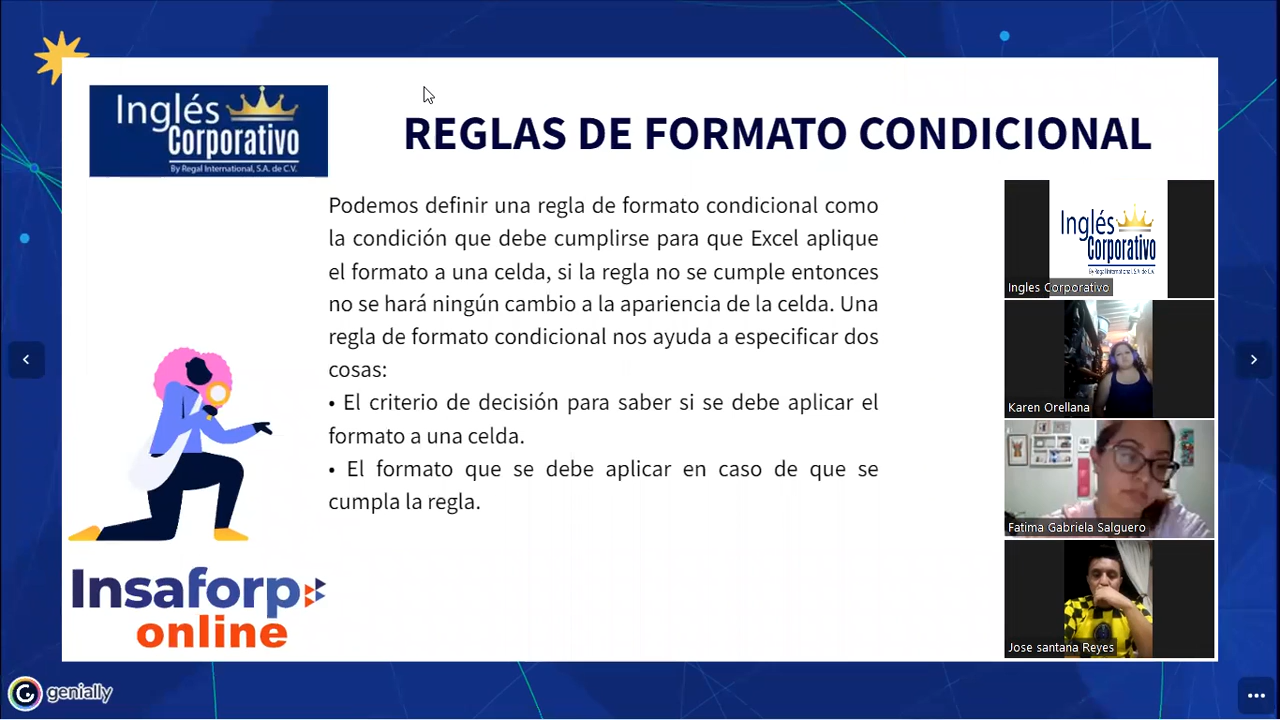 Inglés
Corporativo
By Regal International, S.A. de C.V.
REGLAS DE FORMATO CONDICIONAL
Podemos definir una regla de formato condicional como
la condición que debe cumplirse para que Excel aplique
el formato a una celda, si la regla no se cumple entonces
no se hará ningún cambio a la apariencia de la celda. Una
regla de formato condicional nos ayuda a especificar dos
cosas:
• El criterio de decisión para saber si se debe aplicar el
formato a una celda.
• El formato que se debe aplicar en caso de que se
cumpla la regla.
Inglés
Corporativo
By Regal International, S.A. de C.V.
Ingles Corporativo
Karen Orellana
Fatima Gabriela Salguero
Jose santana Reyes
Insaforp
online
genially